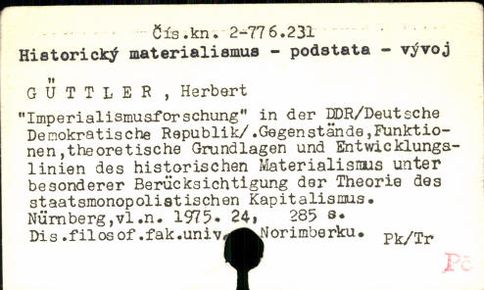 Čís.kn. 2-776.231
Historický materialismus - podstata - vývoj
GÜTTLER, Herbert
"Imperialismusforschung" in der DDR/Deutsche
Demokratische Republik/.Gegenstände,Funktio-
nen,theoretische Grundlagen und Entwicklungs-
linien des historischen Materialismus unter
besonderer Berücksichtigung der Theorie des
staatsmonopolistischen Kapitalismus.
Nürnberg,vl.n. 1975. 24, 285 s.
Dis.filosof.fak.univ. Norimberku. Pk/Tr